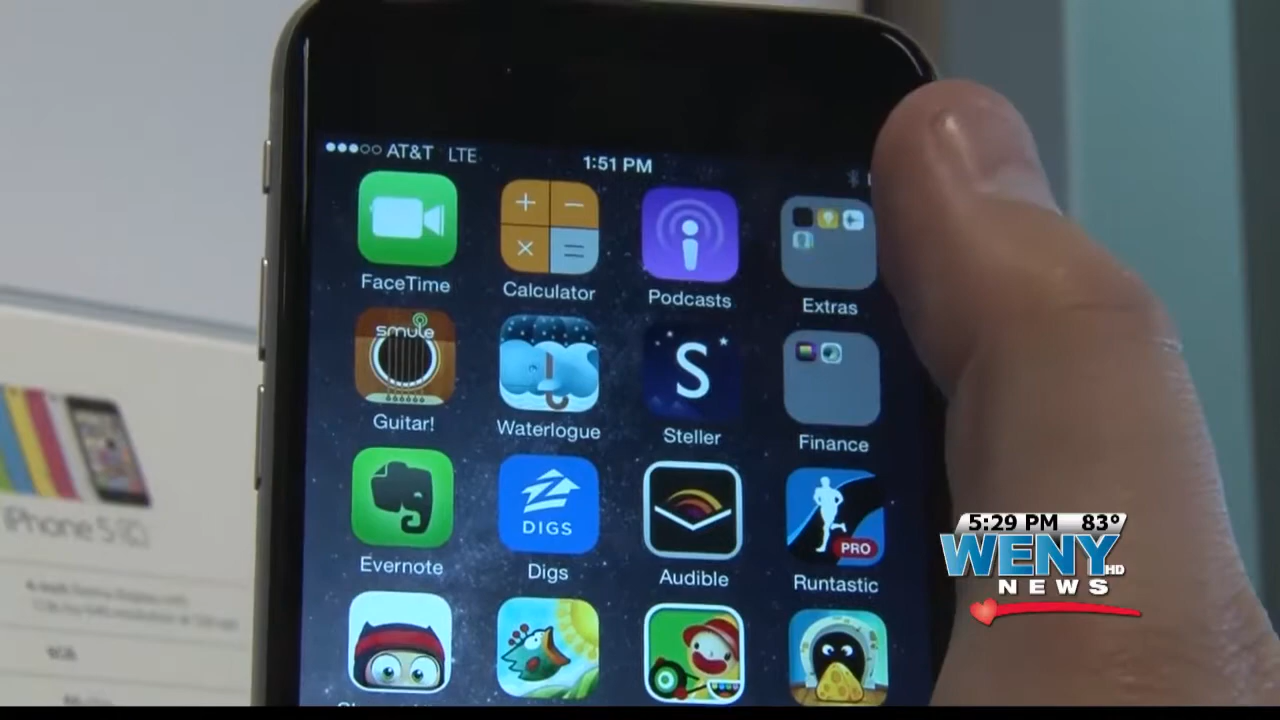 AT&T LTE 1:51 PM
FaceTime Calculator Podcasts Extras
smule
Guitar! Waterlogue S Steller Finance
DIGS
PRO
Evernote Digs Audible Runtastic
iPhone 5c
5:29 PM 83°
WENY HD
NEWS